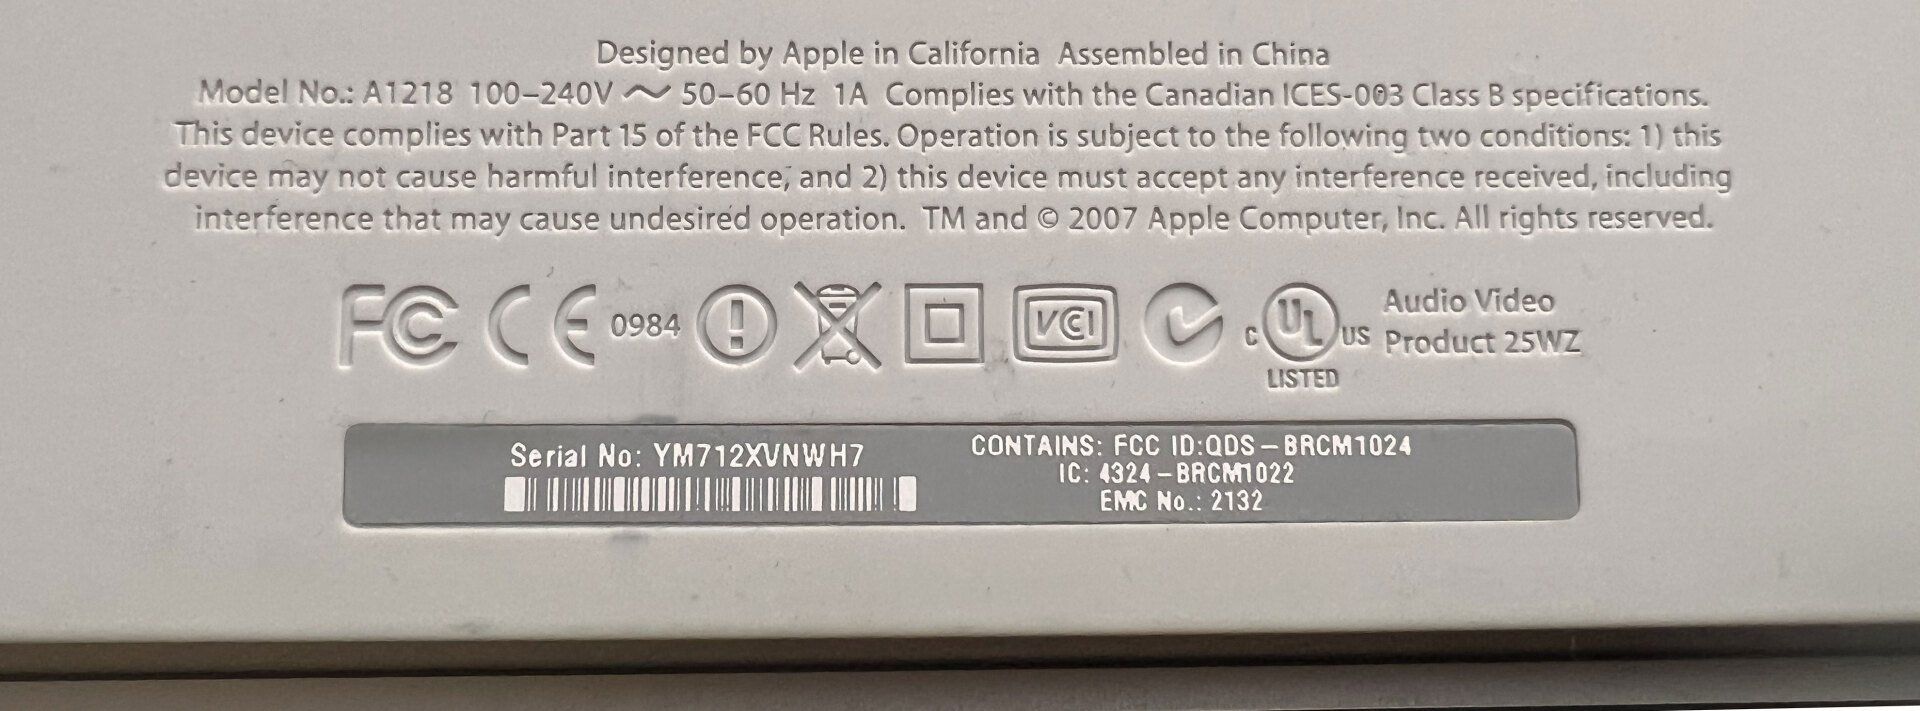 Designed by Apple in California Assembled in China
Model No.: A1218 100–240V ~ 50–60 Hz 1A Complies with the Canadian ICES-003 Class B specifications.
This device complies with Part 15 of the FCC Rules. Operation is subject to the following two conditions: 1) this
device may not cause harmful interference, and 2) this device must accept any interference received, including
interference that may cause undesired operation. TM and © 2007 Apple Computer, Inc. All rights reserved.
FC CE 0984 ! VCI C UL US LISTED
Audio Video
Product 25WZ
Serial No: YM712XVNWH7
CONTAINS: FCC ID:QDS–BRCM1024
IC: 4324–BRCM1022
EMC No.: 2132